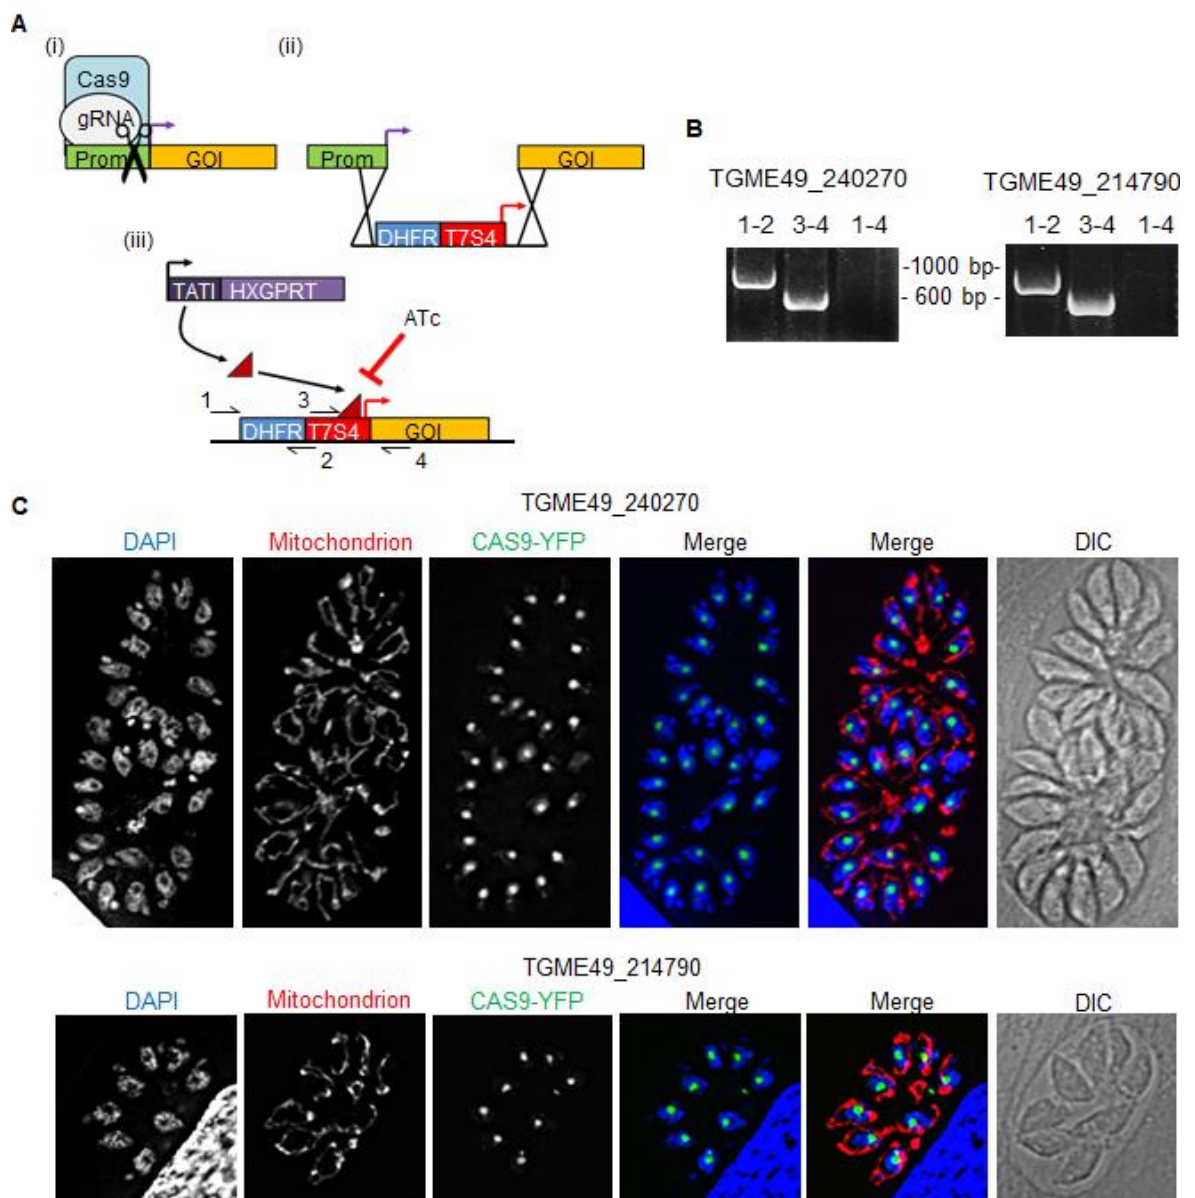 A
(i)
(ii)
Cas9
gRNA
Prom
GOI
Prom
GOI
DHFR
T7S4
(iii)
TATI
HXGPRT
ATc
1
3
DHFR
T7S4
GOI
2
4
B
TGME49_240270
TGME49_214790
1-2 3-4 1-4
1-2 3-4 1-4
-1000 bp-
- 600 bp -
C
TGME49_240270
DAPI
Mitochondrion
CAS9-YFP
Merge
Merge
DIC
TGME49_214790
DAPI
Mitochondrion
CAS9-YFP
Merge
Merge
DIC